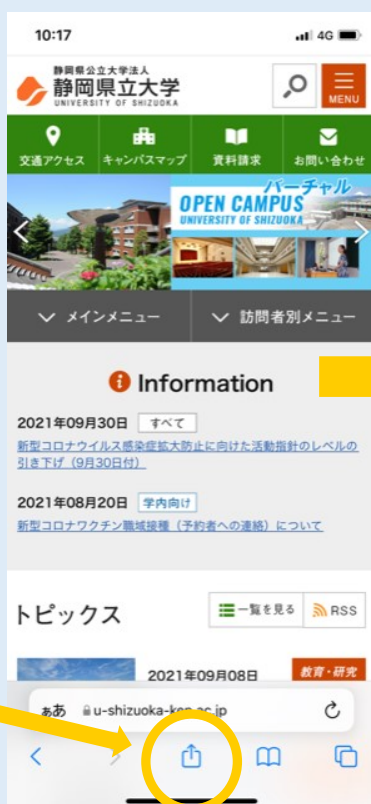 10:17
4G
静岡県公立大学法人
静岡県立大学
UNIVERSITY OF SHIZUOKA
MENU
交通アクセス
キャンパスマップ
資料請求
お問い合わせ
バーチャル
OPEN CAMPUS
UNIVERSITY OF SHIZUOKA
メインメニュー
訪問者別メニュー
Information
2021年09月30日 すべて
新型コロナウイルス感染症拡大防止に向けた活動指針のレベルの
引き下げ（9月30日付）
2021年08月20日 学内向け
新型コロナワクチン職域接種（予約者への連絡）について
トピックス
一覧を見る
RSS
2021年09月08日
教育・研究
ぁあ
u-shizuoka-ken.ac.jp